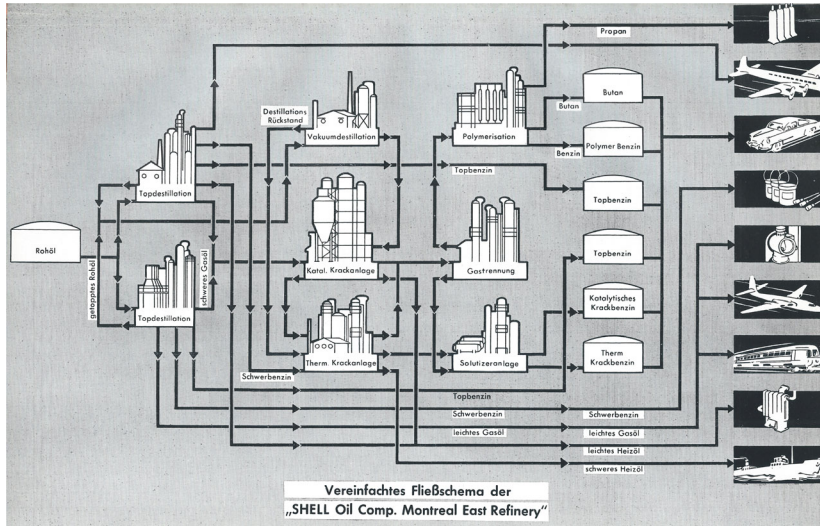 Propan
Destillations
Rückstand
Vakuumdestillation
Polymerisation
Butan
Butan
Benzin
Polymer Benzin
Topdestillation
Topbenzin
Topbenzin
Rohöl
getopptes Rohöl
schweres Gasöl
Katal. Krackanlage
Gastrennung
Topbenzin
Topdestillation
Katalytisches
Krackbenzin
Therm. Krackanlage
Solutizeranlage
Therm
Krackbenzin
Schwerbenzin
Topbenzin
Schwerbenzin
Schwerbenzin
leichtes Gasöl
leichtes Gasöl
leichtes Heizöl
schweres Heizöl
Vereinfachtes Fließschema der
„SHELL Oil Comp. Montreal East Refinery"